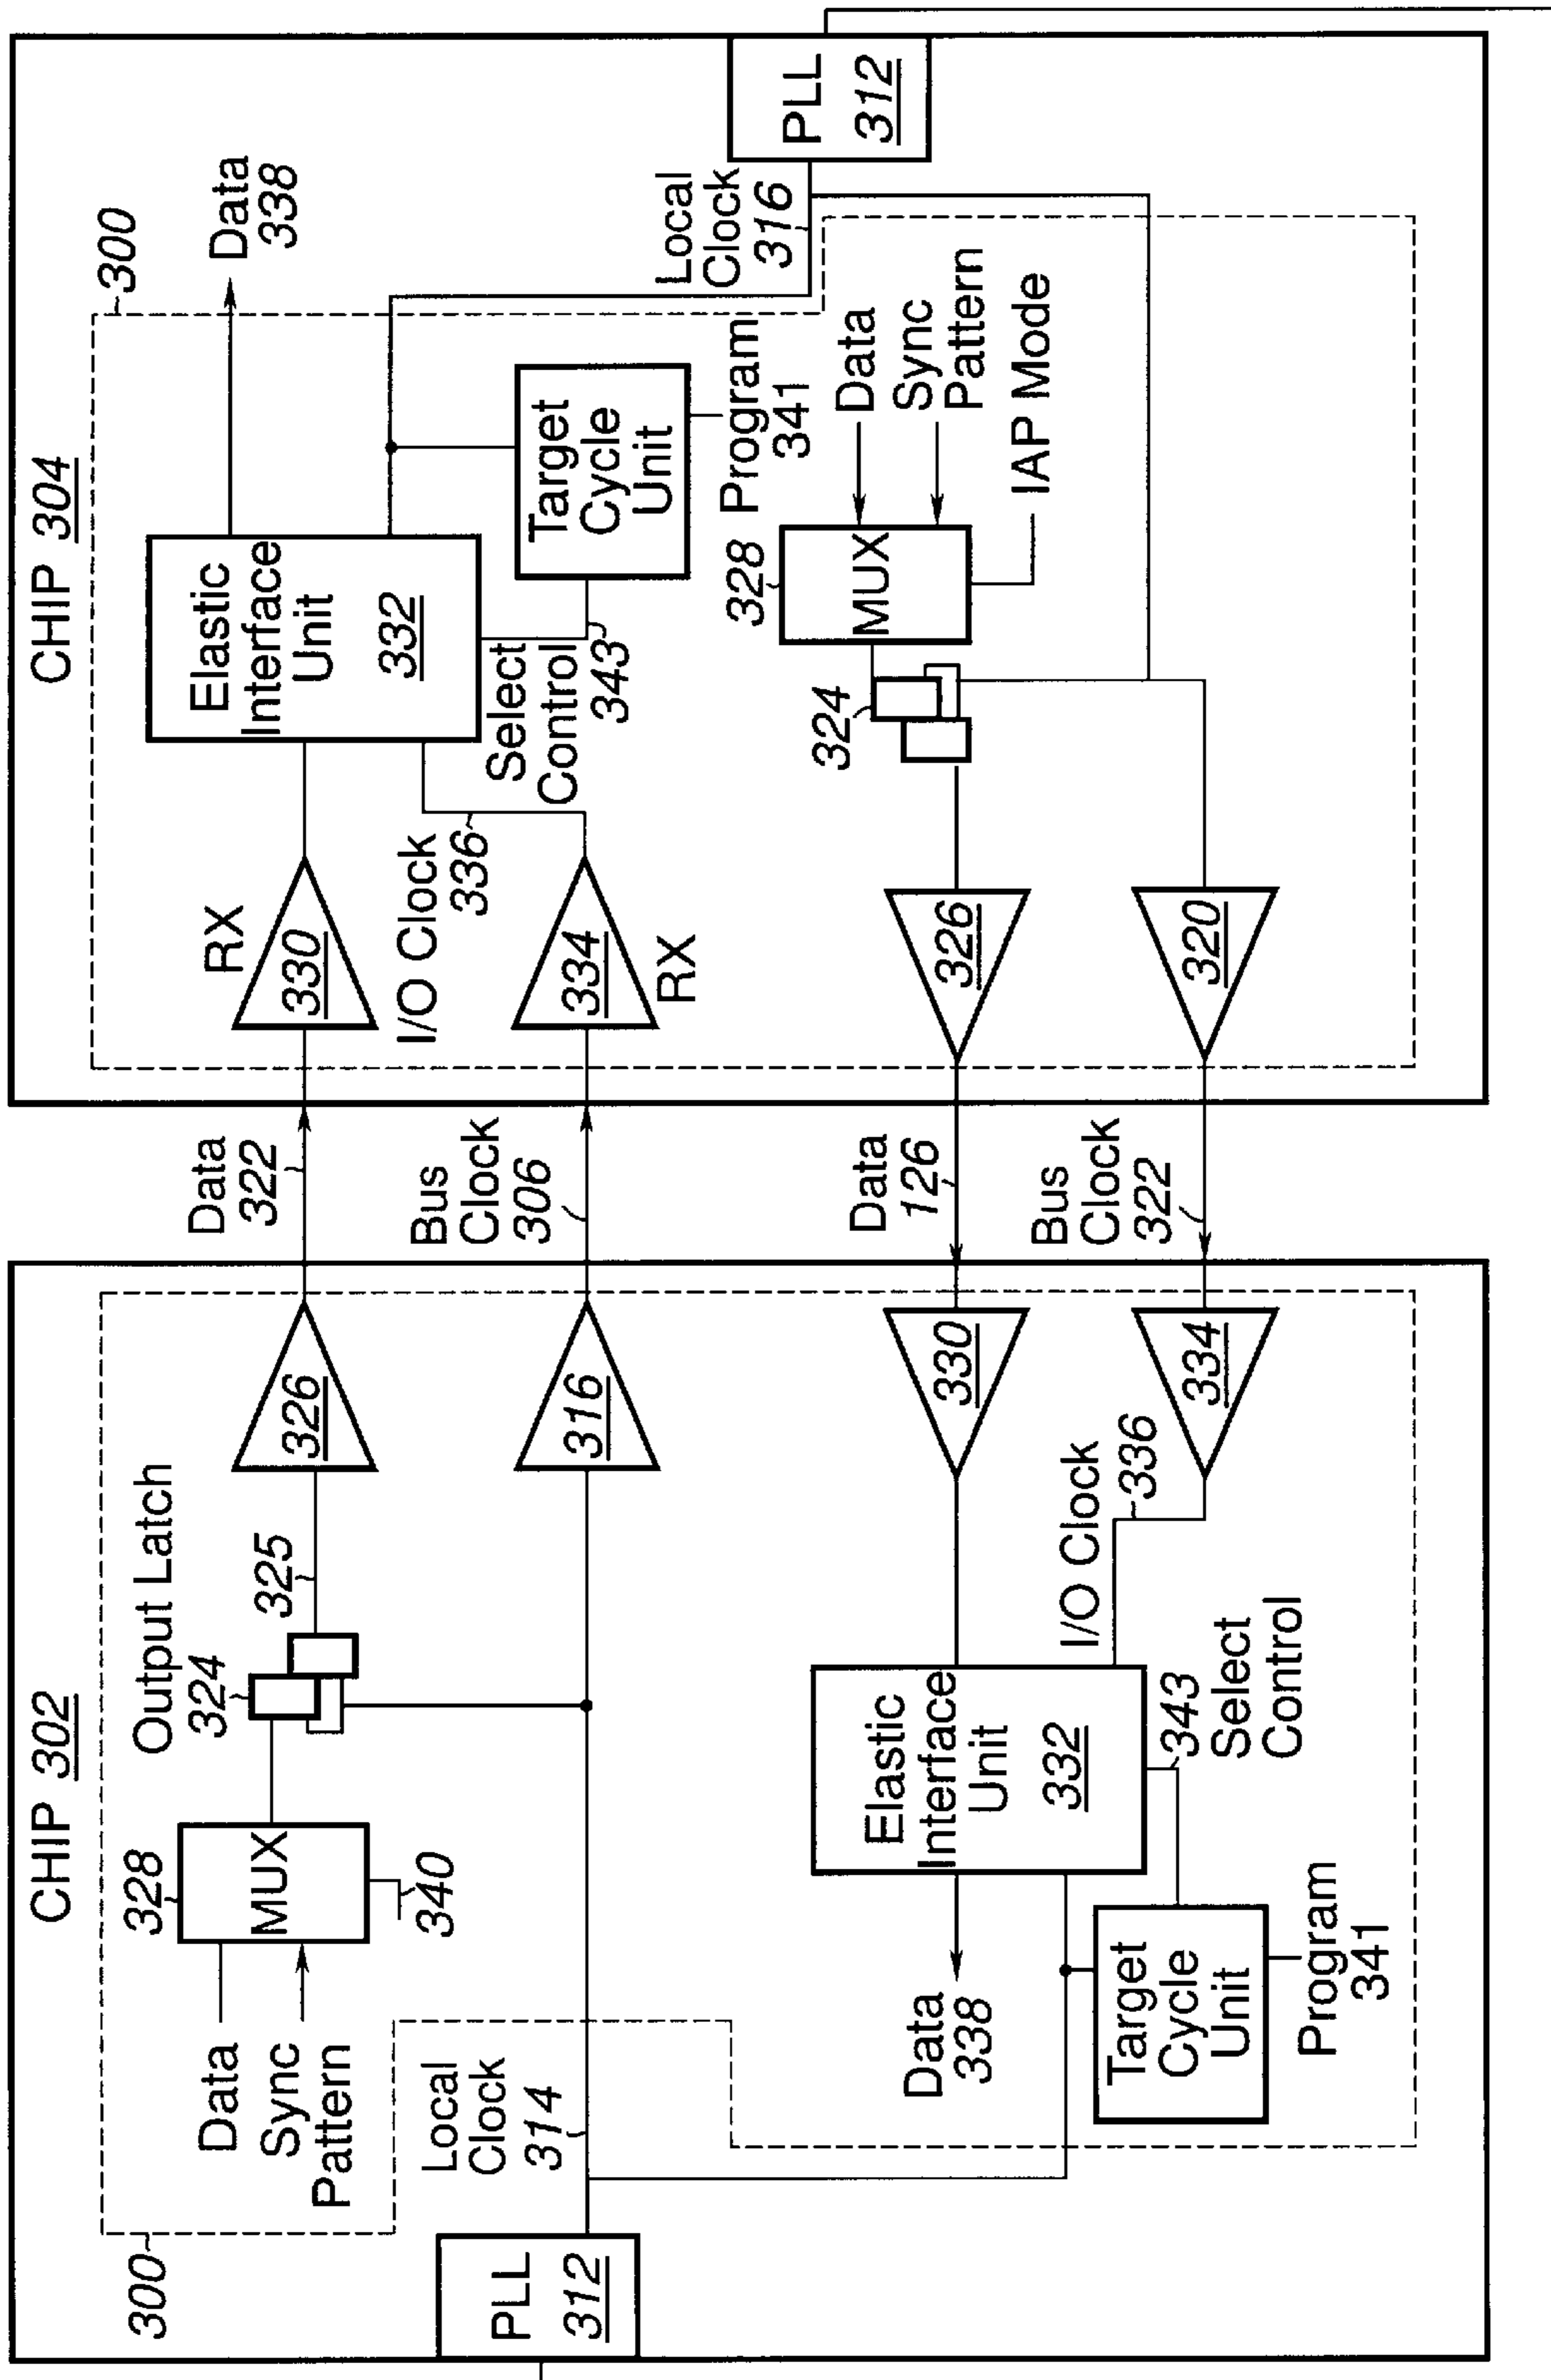 CHIP 302
300
Data
Sync
Pattern
328
MUX
340
Output Latch
324
325
326
Local
Clock
314
316
PLL
312
Elastic
Interface
Unit
332
330
334
I/O Clock
336
343
Select
Control
Data
338
Target
Cycle
Unit
Program
341
Data
322
Bus
Clock
306
Data
126
Bus
Clock
322
CHIP 304
300
RX
330
I/O Clock
336
334
RX
Elastic
Interface
Unit
332
Data
338
Select
Control
343
Target
Cycle
Unit
Program
341
Local
Clock
316
PLL
312
326
320
324
328
MUX
Data
Sync
Pattern
IAP Mode